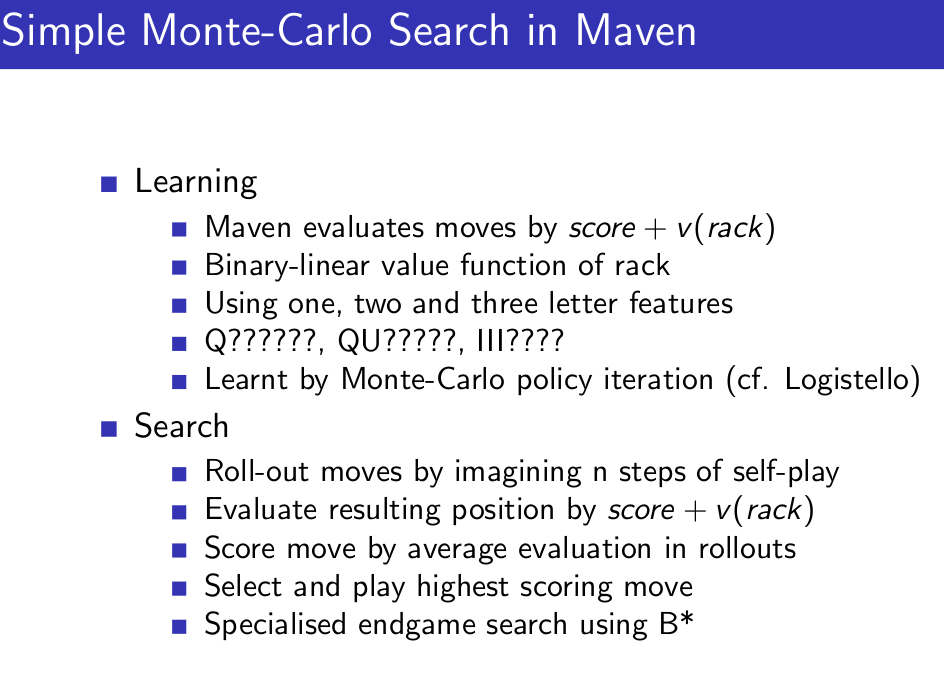 Simple Monte-Carlo Search in Maven
Learning
Maven evaluates moves by score + v(rack)
Binary-linear value function of rack
Using one, two and three letter features
Q??????, QU?????, III????
Learnt by Monte-Carlo policy iteration (cf. Logistello)
Search
Roll-out moves by imagining n steps of self-play
Evaluate resulting position by score + v(rack)
Score move by average evaluation in rollouts
Select and play highest scoring move
Specialised endgame search using B*